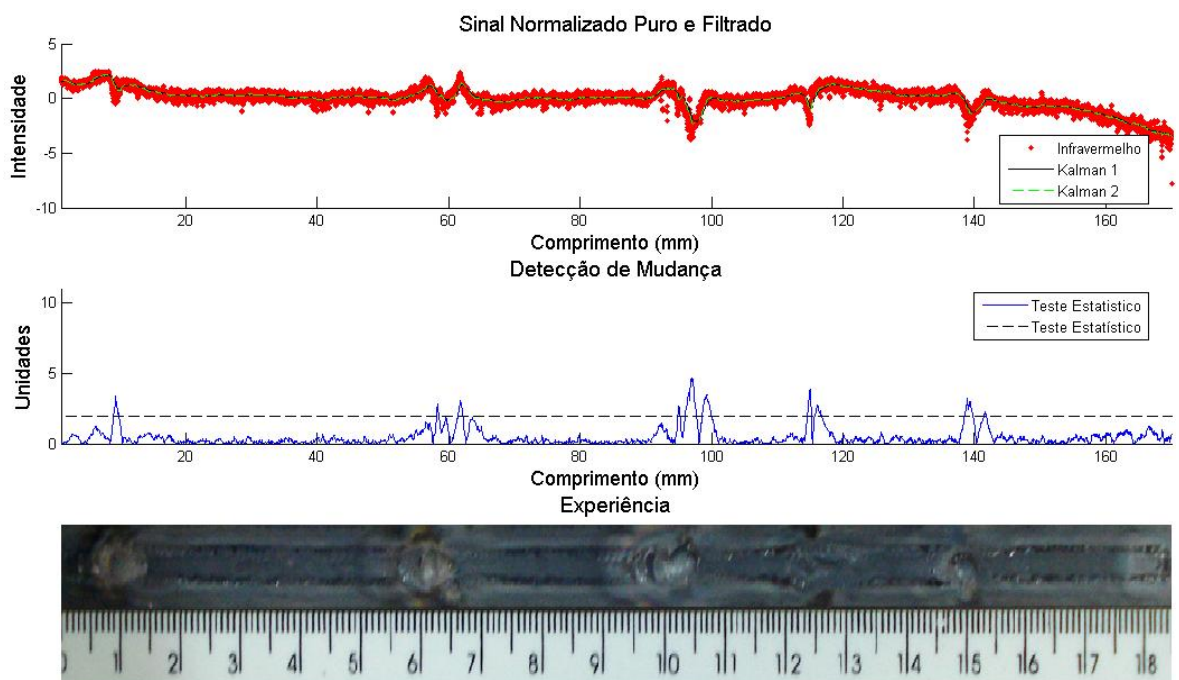 Sinal Normalizado Puro e Filtrado
5
0
-5
-10
Intensidade
Infravermelho
Kalman 1
Kalman 2
20 40 60 80 100 120 140 160
Comprimento (mm)
Detecção de Mudança
10
5
0
Unidades
Teste Estatistico
Teste Estatístico
20 40 60 80 100 120 140 160
Comprimento (mm)
Experiência
0 1 2 3 4 5 6 7 8 9 10 11 12 13 14 15 16 17 18